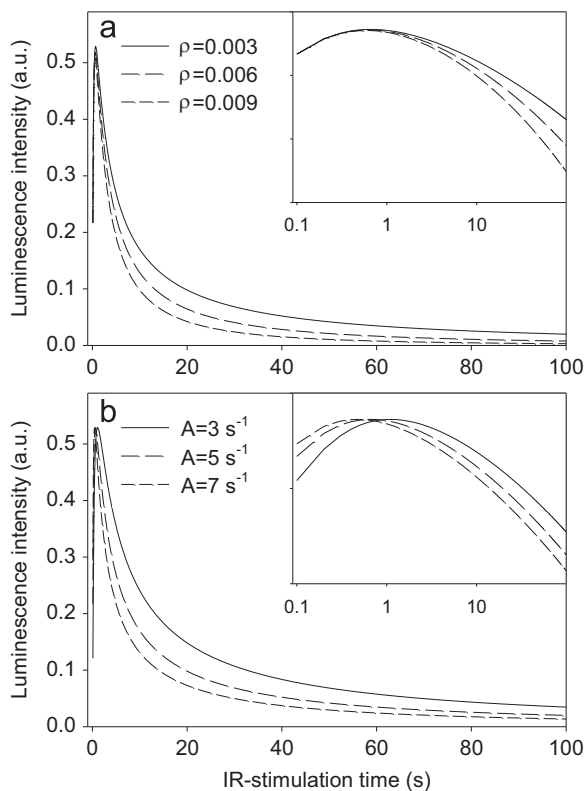 a
ρ=0.003
ρ=0.006
ρ=0.009
Luminescence intensity (a.u.)
0.5
0.4
0.3
0.2
0.1
0.0
0 20 40 60 80 100
0.1 1 10
b
A=3 s⁻¹
A=5 s⁻¹
A=7 s⁻¹
Luminescence intensity (a.u.)
0.5
0.4
0.3
0.2
0.1
0.0
0 20 40 60 80 100
0.1 1 10
IR-stimulation time (s)